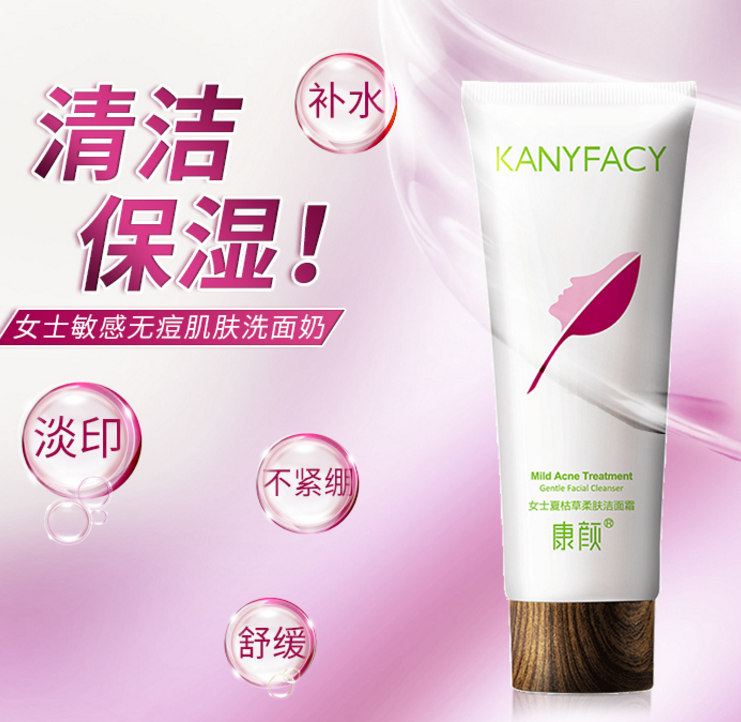 补水
清洁
保湿！
女士敏感无痘肌肤洗面奶
淡印
不紧绷
舒缓
KANYFACY
Mild Acne Treatment
Gentle Facial Cleanser
女士夏枯草柔肤洁面霜
康颜®